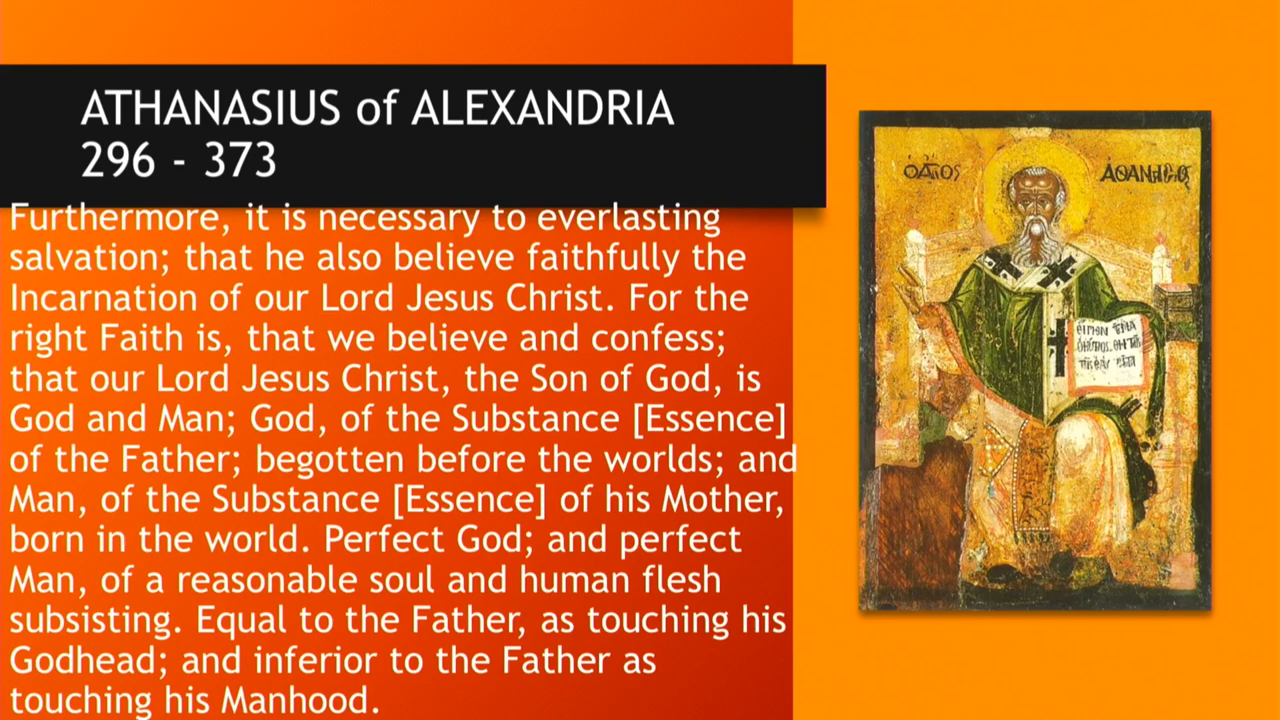 ATHANASIUS of ALEXANDRIA
296 - 373
Furthermore, it is necessary to everlasting
salvation; that he also believe faithfully the
Incarnation of our Lord Jesus Christ. For the
right Faith is, that we believe and confess;
that our Lord Jesus Christ, the Son of God, is
God and Man; God, of the Substance [Essence]
of the Father; begotten before the worlds; and
Man, of the Substance [Essence] of his Mother,
born in the world. Perfect God; and perfect
Man, of a reasonable soul and human flesh
subsisting. Equal to the Father, as touching his
Godhead; and inferior to the Father as
touching his Manhood.